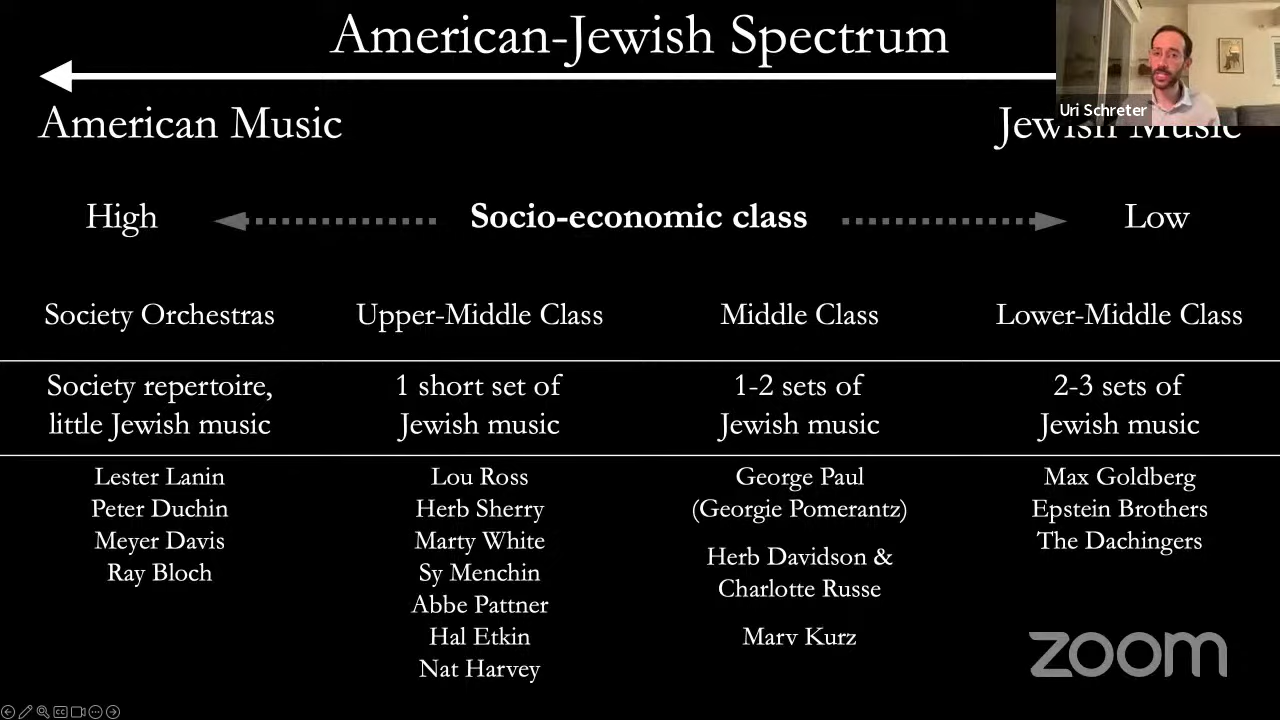 American-Jewish Spectrum
Uri Schreter
American Music
Jewish Music
High
Socio-economic class
Low
Society Orchestras
Upper-Middle Class
Middle Class
Lower-Middle Class
Society repertoire,
little Jewish music
1 short set of
Jewish music
1-2 sets of
Jewish music
2-3 sets of
Jewish music
Lester Lanin
Peter Duchin
Meyer Davis
Ray Bloch
Lou Ross
Herb Sherry
Marty White
Sy Menchin
Abbe Pattner
Hal Etkin
Nat Harvey
George Paul
(Georgie Pomerantz)
Herb Davidson &
Charlotte Russe
Marv Kurz
Max Goldberg
Epstein Brothers
The Dachingers
zoom